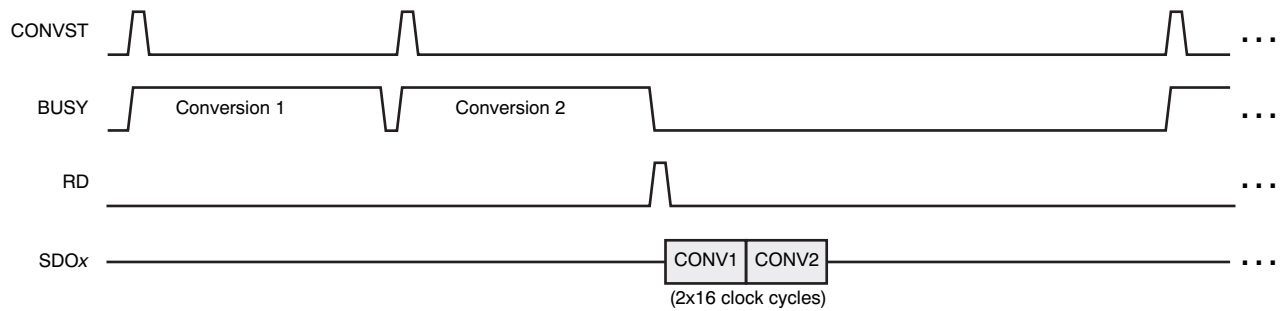 CONVST
...
BUSY
Conversion 1
Conversion 2
...
RD
...
SDOx
CONV1
CONV2
...
(2x16 clock cycles)